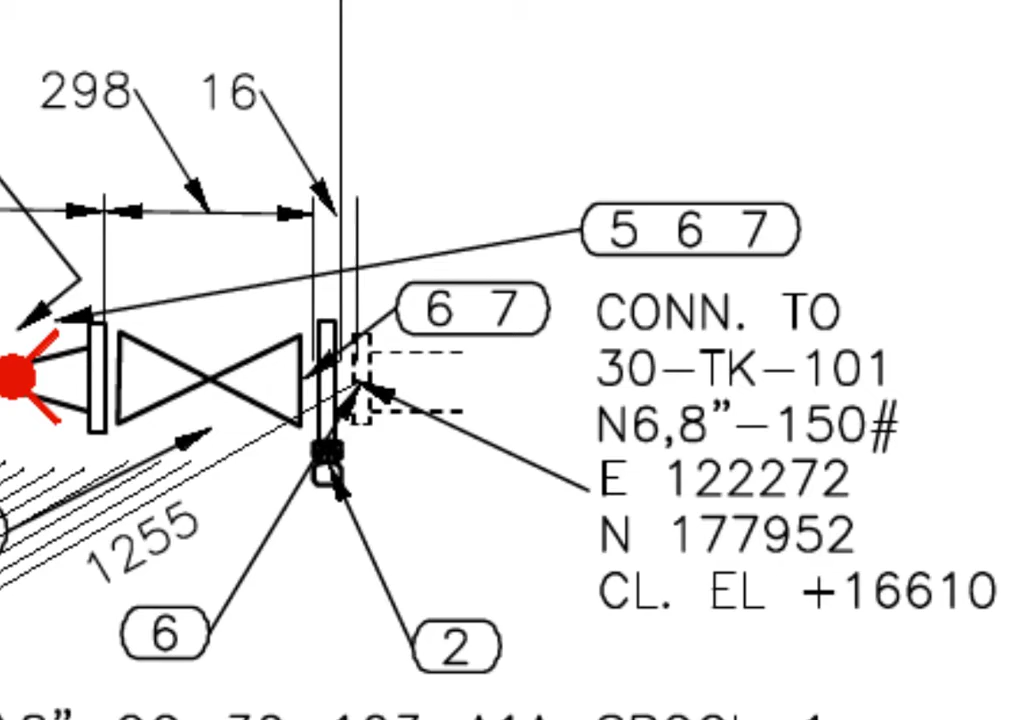 298 16
5 6 7
6 7
CONN. TO
30-TK-101
N6,8"-150#
E 122272
N 177952
CL. EL +16610
1255
6
2